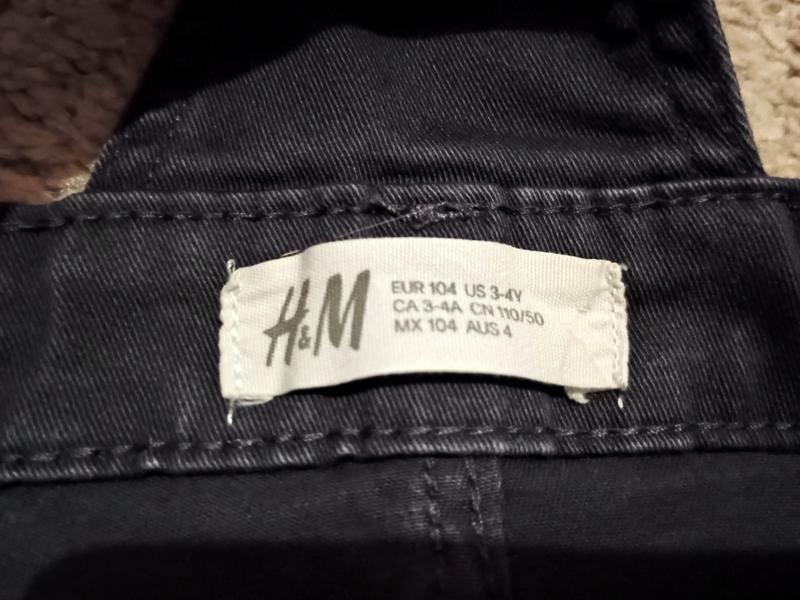 H&M
EUR 104 US 3-4Y
CA 3-4A CN 110/50
MX 104 AUS 4